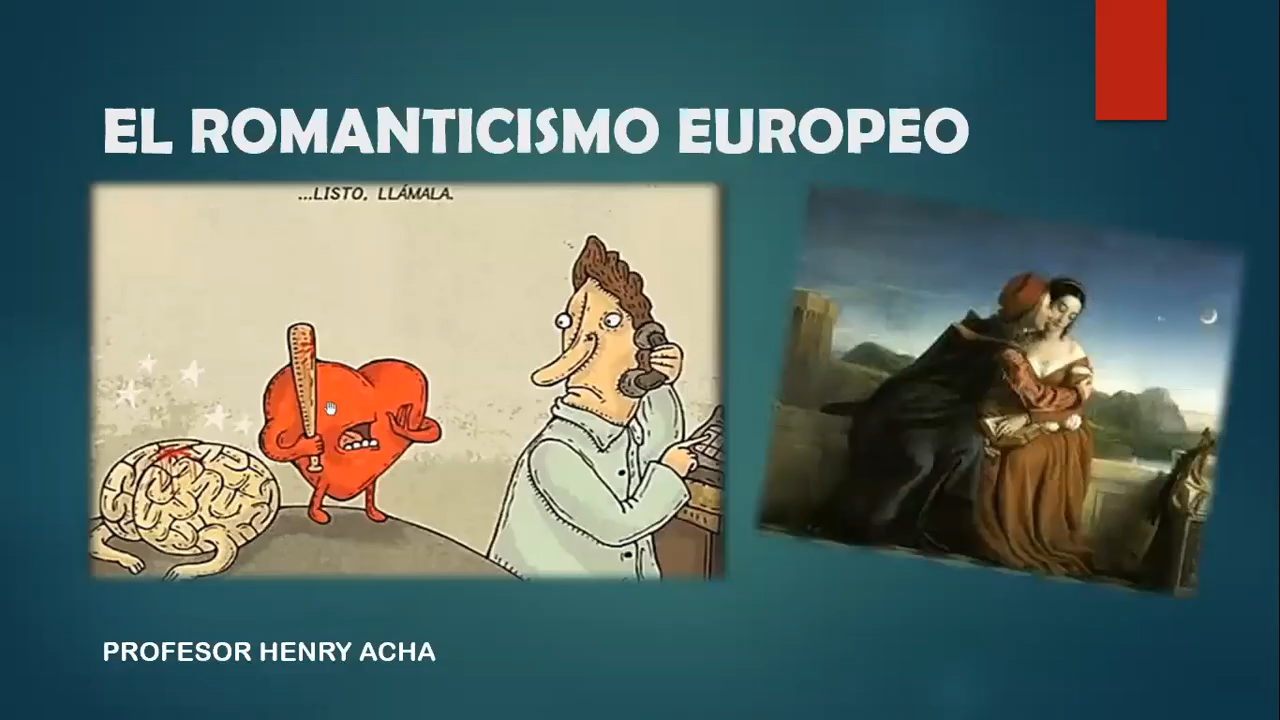 EL ROMANTICISMO EUROPEO
...LISTO, LLÁMALA.
PROFESOR HENRY ACHA